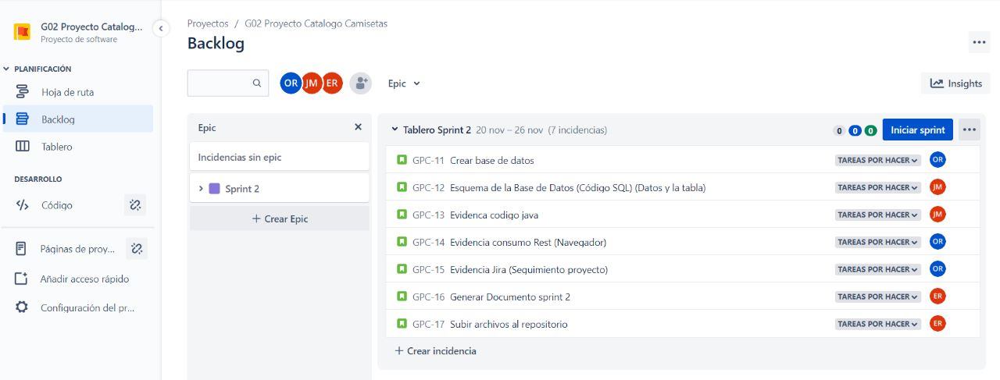 G02 Proyecto Catalog...
Proyecto de software
PLANIFICACIÓN
Hoja de ruta
Backlog
Tablero
DESARROLLO
Código
Páginas de proy...
Añadir acceso rápido
Configuración del pr...
Proyectos / G02 Proyecto Catalogo Camisetas
Backlog
OR JM ER
Epic
Insights
Epic
Incidencias sin epic
Sprint 2
+ Crear Epic
Tablero Sprint 2 20 nov – 26 nov (7 incidencias) 0 0 0 Iniciar sprint
GPC-11 Crear base de datos TAREAS POR HACER OR
GPC-12 Esquema de la Base de Datos (Código SQL) (Datos y la tabla) TAREAS POR HACER JM
GPC-13 Evidenca codigo java TAREAS POR HACER JM
GPC-14 Evidencia consumo Rest (Navegador) TAREAS POR HACER OR
GPC-15 Evidencia Jira (Sequimiento proyecto) TAREAS POR HACER OR
GPC-16 Generar Documento sprint 2 TAREAS POR HACER ER
GPC-17 Subir archivos al repositorio TAREAS POR HACER ER
+ Crear incidencia